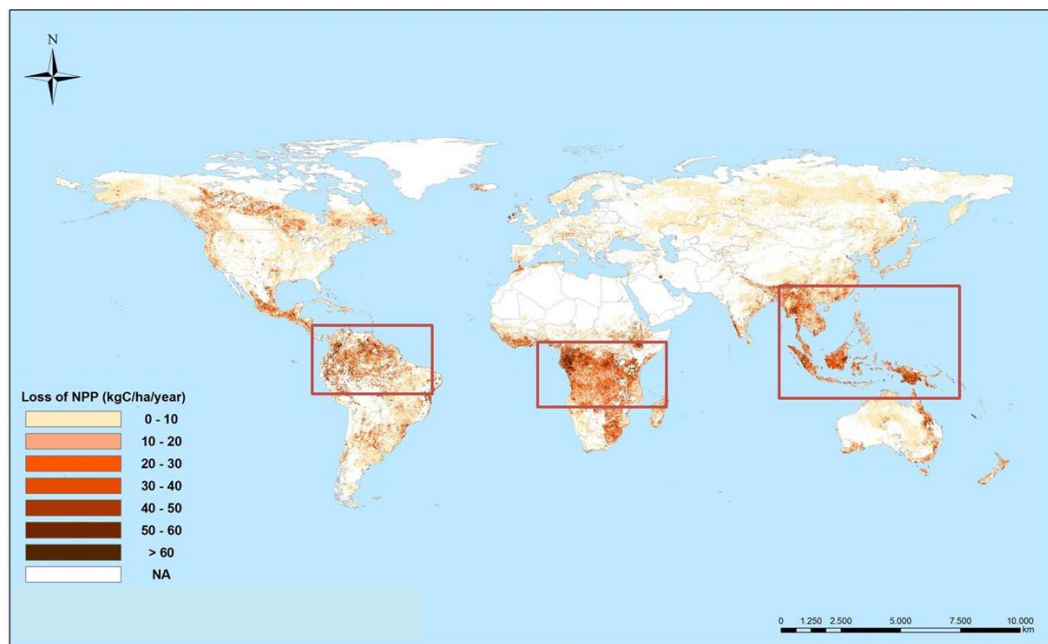 N
Loss of NPP (kgC/ha/year)
0 - 10
10 - 20
20 - 30
30 - 40
40 - 50
50 - 60
> 60
NA
0 1.250 2.500 5.000 7.500 10.000
km